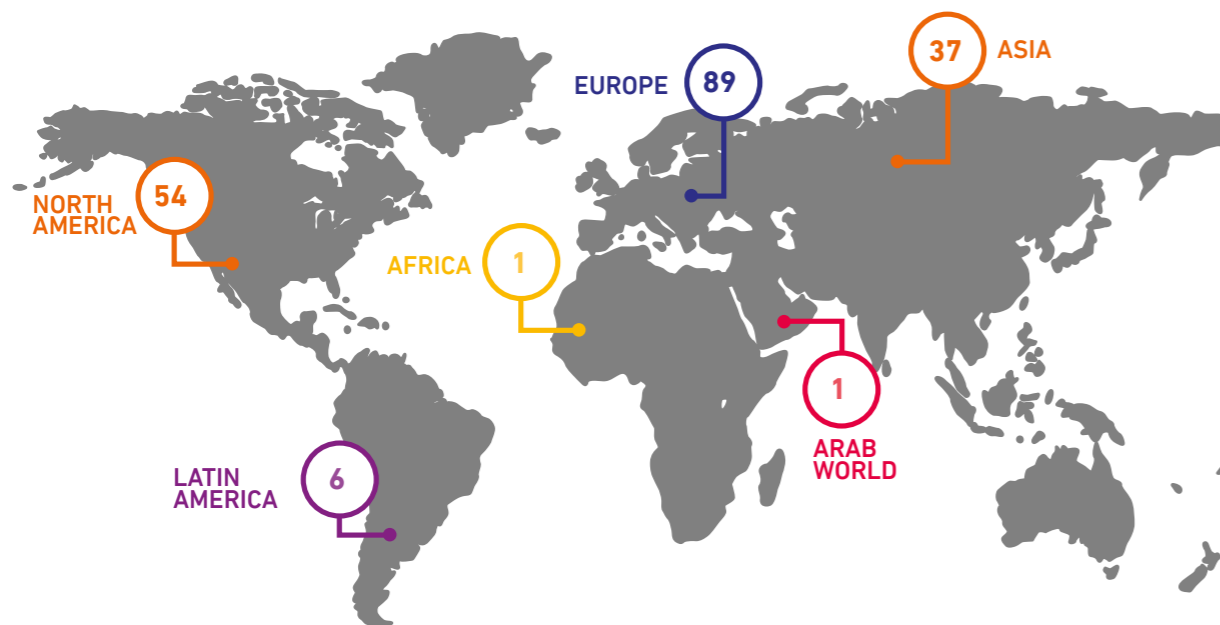 37
ASIA
EUROPE
89
54
NORTH
AMERICA
AFRICA
1
1
ARAB
WORLD
LATIN
AMERICA
6